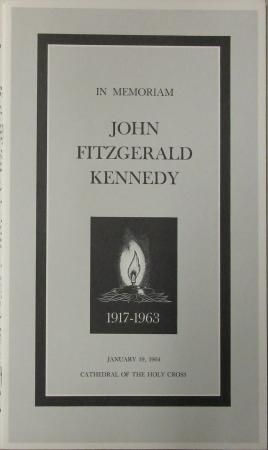 IN MEMORIAM
JOHN
FITZGERALD
KENNEDY
1917-1963
JANUARY 19, 1964
CATHEDRAL OF THE HOLY CROSS